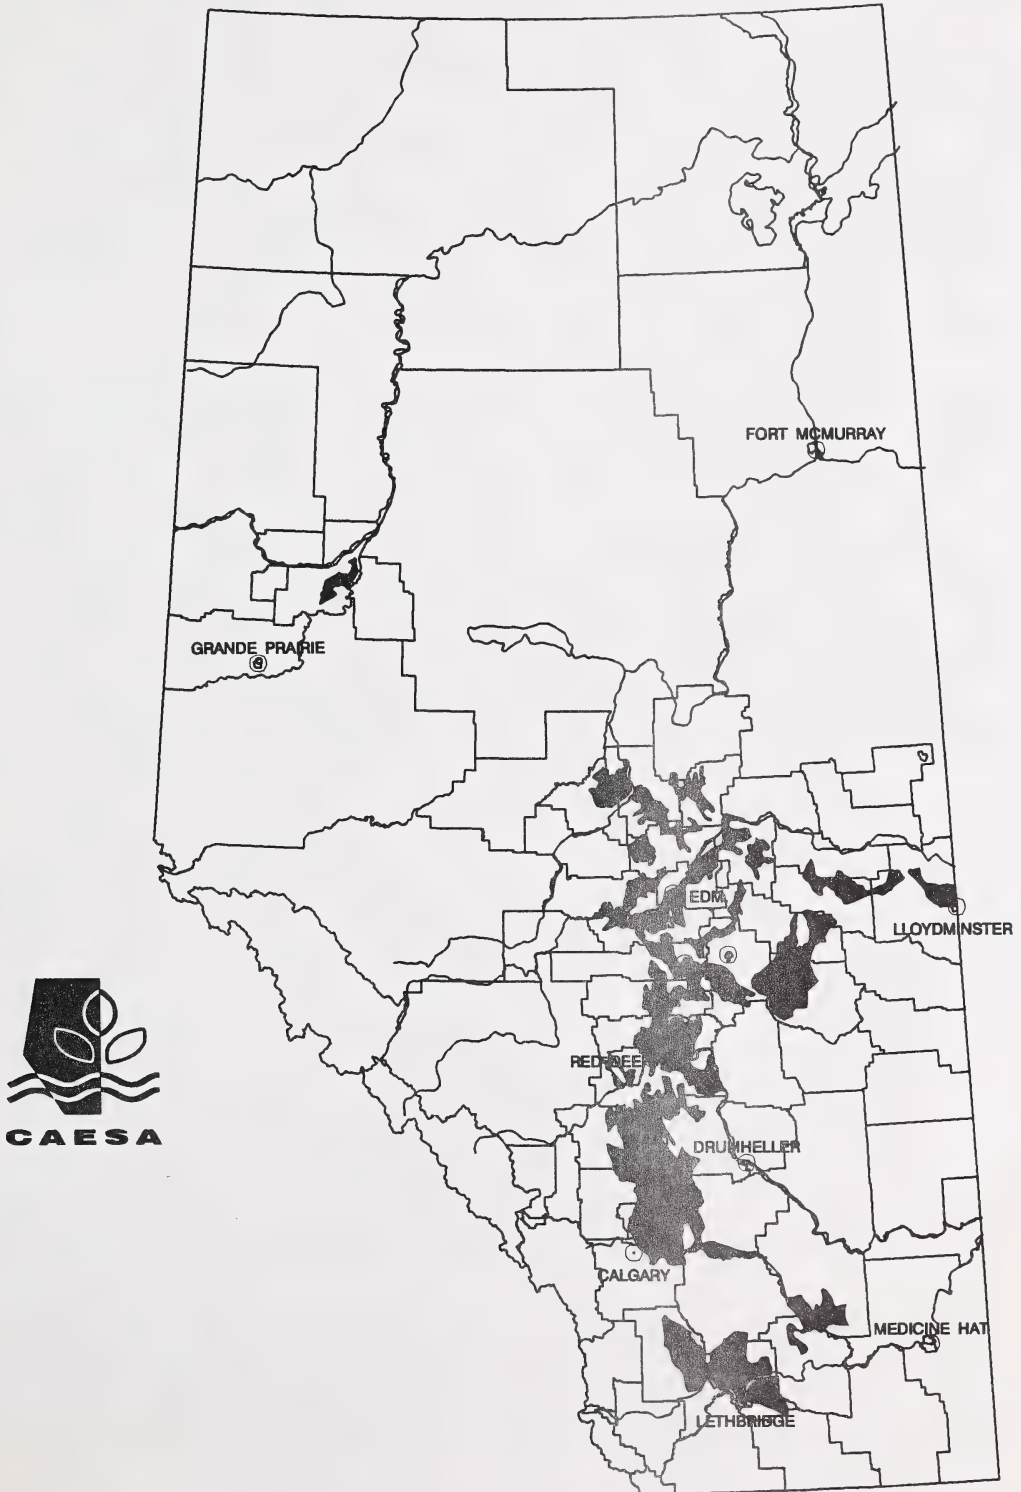 FORT MCMURRAY
GRANDE PRAIRIE
EDM.
LLOYDMINSTER
RED DEER
CAESA
DRUMHELLER
CALGARY
MEDICINE HAT
LETHBRIDGE